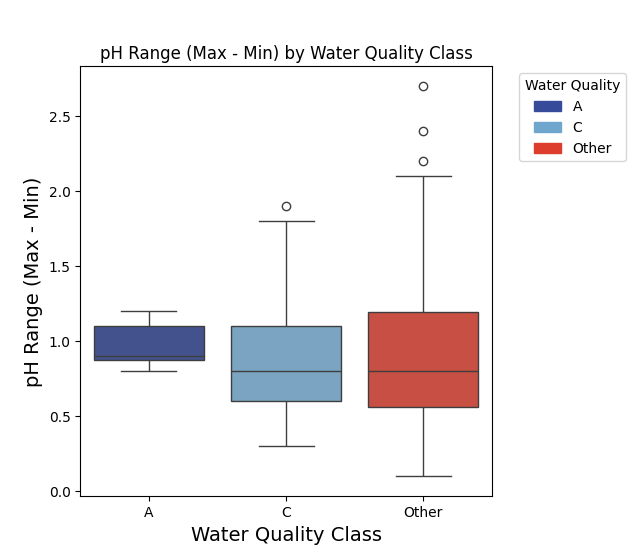 pH Range (Max - Min) by Water Quality Class
Water Quality
A
C
Other
pH Range (Max - Min)
2.5
2.0
1.5
1.0
0.5
0.0
A C Other
Water Quality Class